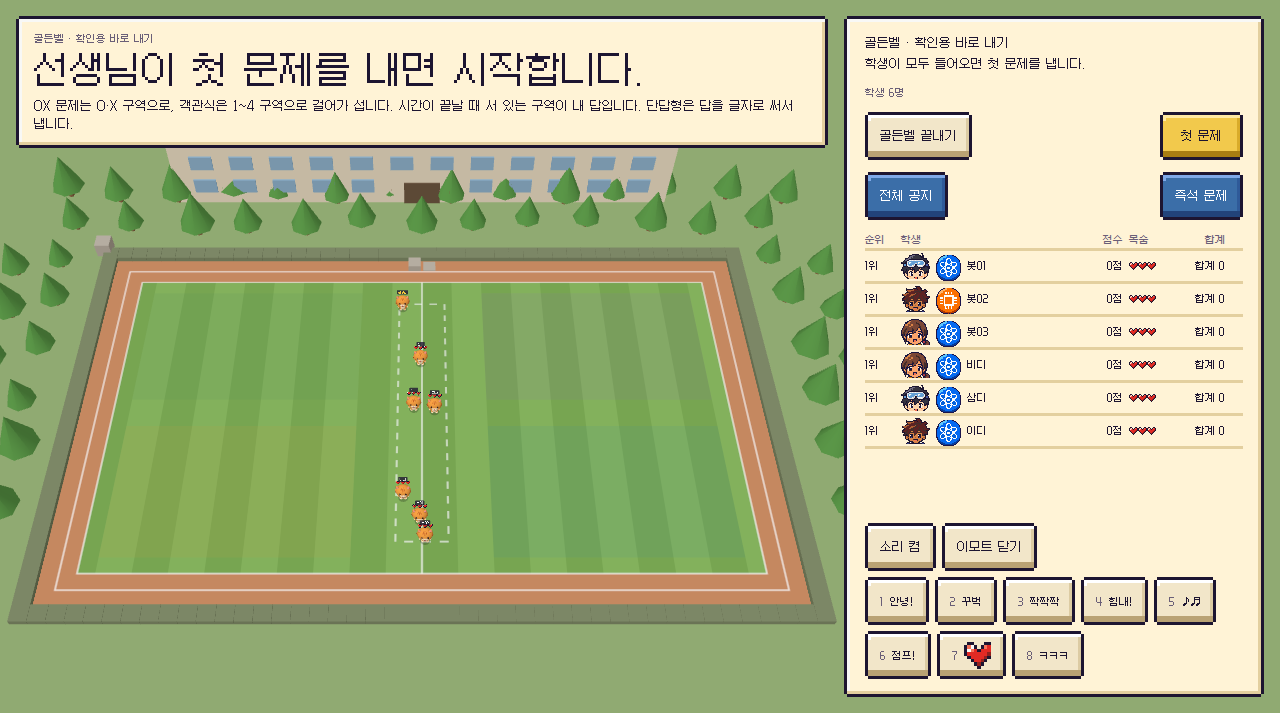 골든벨 · 확인용 바로 내기
선생님이 첫 문제를 내면 시작합니다.
OX 문제는 O·X 구역으로, 객관식은 1~4 구역으로 걸어가 섭니다. 시간이 끝날 때 서 있는 구역이 내 답입니다. 단답형은 답을 글자로 써서
냅니다.
골든벨 · 확인용 바로 내기
학생이 모두 들어오면 첫 문제를 냅니다.
학생 6명
골든벨 끝내기
첫 문제
전체 공지
즉석 문제
순위 학생 점수 목숨 합계
1위 봇01 0점 합계 0
1위 봇02 0점 합계 0
1위 봇03 0점 합계 0
1위 비디 0점 합계 0
1위 삼디 0점 합계 0
1위 이디 0점 합계 0
소리 켬
이모트 닫기
1 안녕!
2 꾸벅
3 짝짝짝
4 힘내!
5 ♪♬
6 점프!
7
8 ㅋㅋㅋ